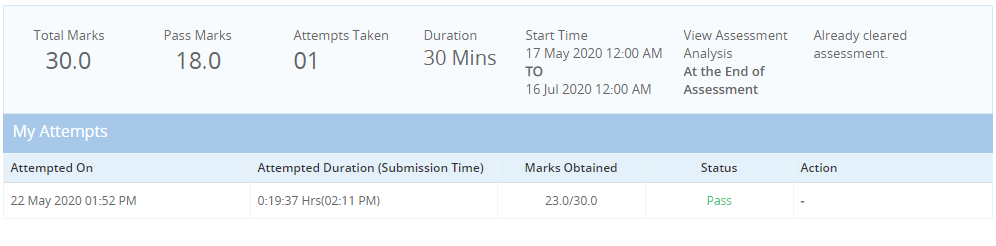 Total Marks
30.0
Pass Marks
18.0
Attempts Taken
01
Duration
30 Mins
Start Time
17 May 2020 12:00 AM
TO
16 Jul 2020 12:00 AM
View Assessment
Analysis
At the End of
Assessment
Already cleared
assessment.
My Attempts
Attempted On Attempted Duration (Submission Time) Marks Obtained Status Action
22 May 2020 01:52 PM 0:19:37 Hrs(02:11 PM) 23.0/30.0 Pass -